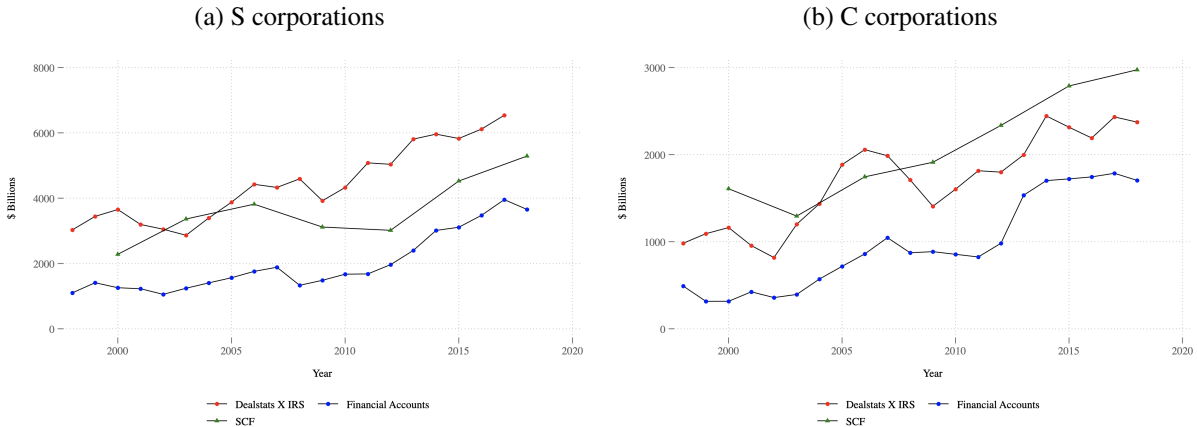 (a) S corporations
8000
6000
4000
2000
0
$ Billions
2000 2005 2010 2015 2020
Year
Dealstats X IRS Financial Accounts
SCF
(b) C corporations
3000
2000
1000
0
$ Billions
2000 2005 2010 2015 2020
Year
Dealstats X IRS Financial Accounts
SCF